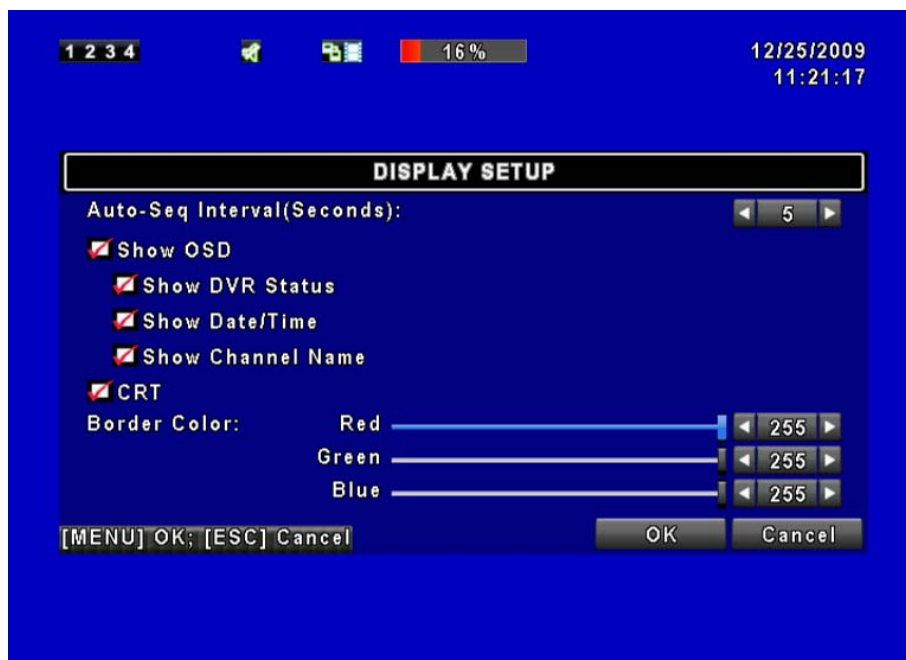 1 2 3 4 16% 12/25/2009
11:21:17
DISPLAY SETUP
Auto-Seq Interval(Seconds): 5
Show OSD
Show DVR Status
Show Date/Time
Show Channel Name
CRT
Border Color: Red 255
Green 255
Blue 255
[MENU] OK; [ESC] Cancel OK Cancel